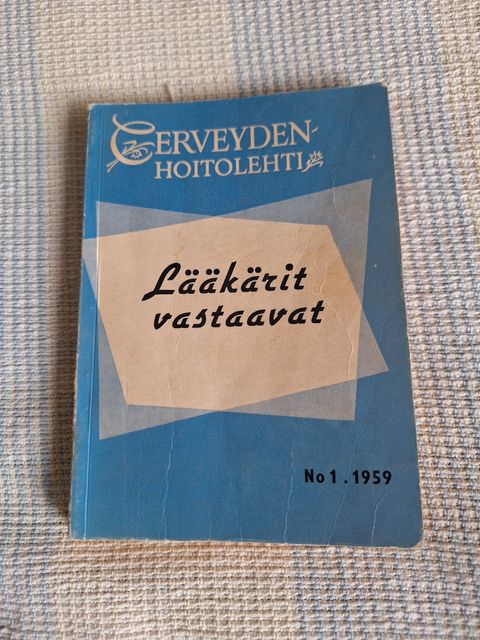 TERVEYDEN-
HOITOLEHTI
Lääkärit
vastaavat
No 1 . 1959